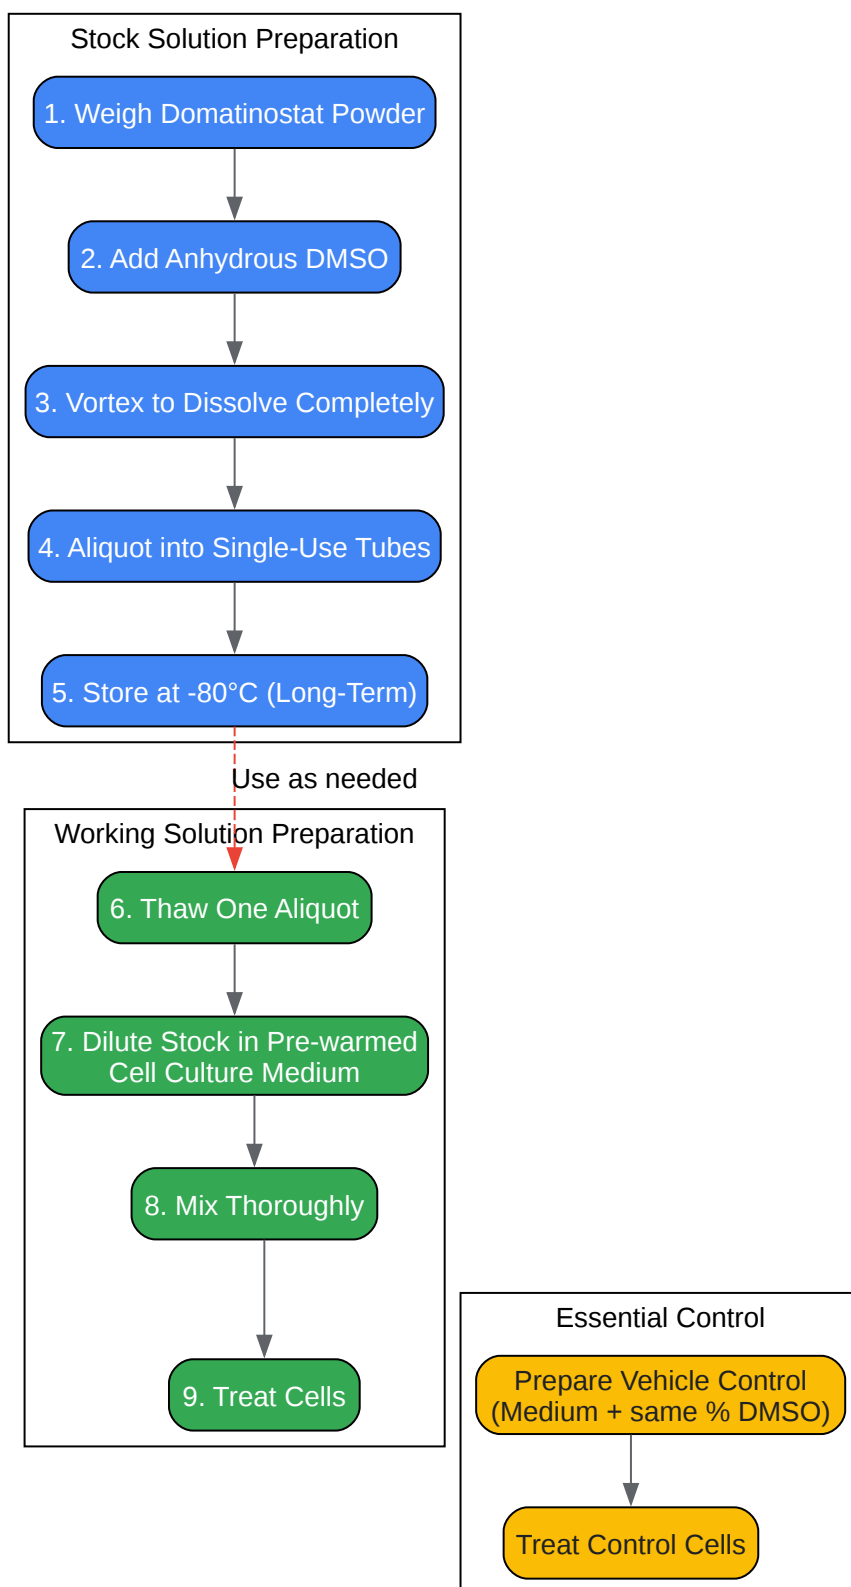 Stock Solution Preparation
1. Weigh Domatinostat Powder
2. Add Anhydrous DMSO
3. Vortex to Dissolve Completely
4. Aliquot into Single-Use Tubes
5. Store at -80°C (Long-Term)
Use as needed
Working Solution Preparation
6. Thaw One Aliquot
7. Dilute Stock in Pre-warmed
Cell Culture Medium
8. Mix Thoroughly
9. Treat Cells
Essential Control
Prepare Vehicle Control
(Medium + same % DMSO)
Treat Control Cells